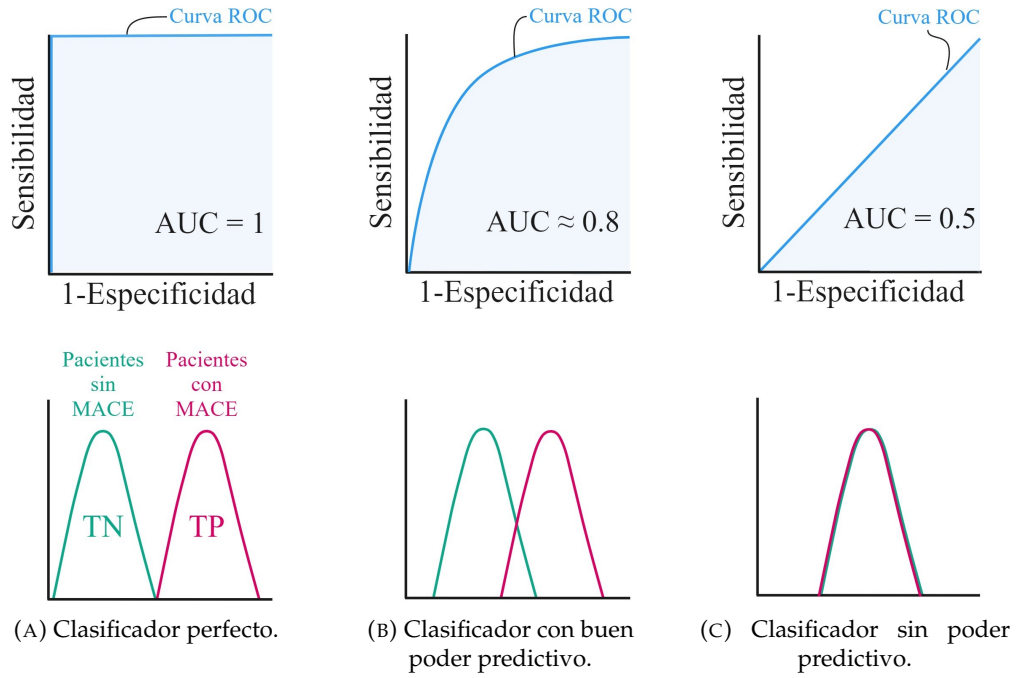 Curva ROC
Sensibilidad
AUC = 1
1-Especificidad
Curva ROC
Sensibilidad
AUC ≈ 0.8
1-Especificidad
Curva ROC
Sensibilidad
AUC = 0.5
1-Especificidad
Pacientes
sin
MACE
Pacientes
con
MACE
TN
TP
(A) Clasificador perfecto.
(B) Clasificador con buen
poder predictivo.
(C) Clasificador sin poder
predictivo.